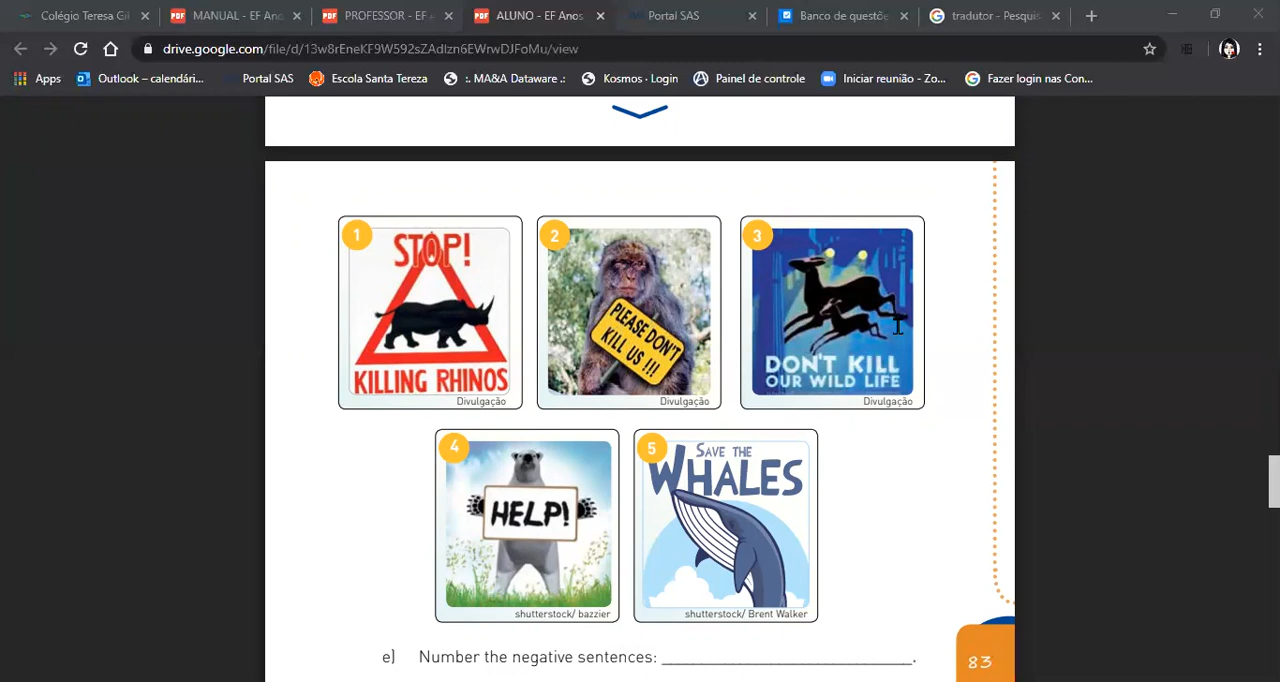 Colégio Teresa Gil
MANUAL - EF Ano
PROFESSOR - EF
ALUNO - EF Anos
Portal SAS
Banco de questõe
tradutor - Pesquis
drive.google.com/file/d/13w8rEneKF9W592sZAdIzn6EWrwDJFoMu/view
Apps
Outlook – calendári...
Portal SAS
Escola Santa Tereza
:. MA&A Dataware .:
Kosmos · Login
Painel de controle
Iniciar reunião - Zo...
Fazer login nas Con...
1
STOP!
KILLING RHINOS
Divulgação
2
PLEASE DON'T
KILL US !!!
Divulgação
3
DON'T KILL
OUR WILD LIFE
Divulgação
4
HELP!
shutterstock/ bazzier
5
SAVE THE
WHALES
shutterstock/ Brent Walker
e) Number the negative sentences: ______________________________.
83